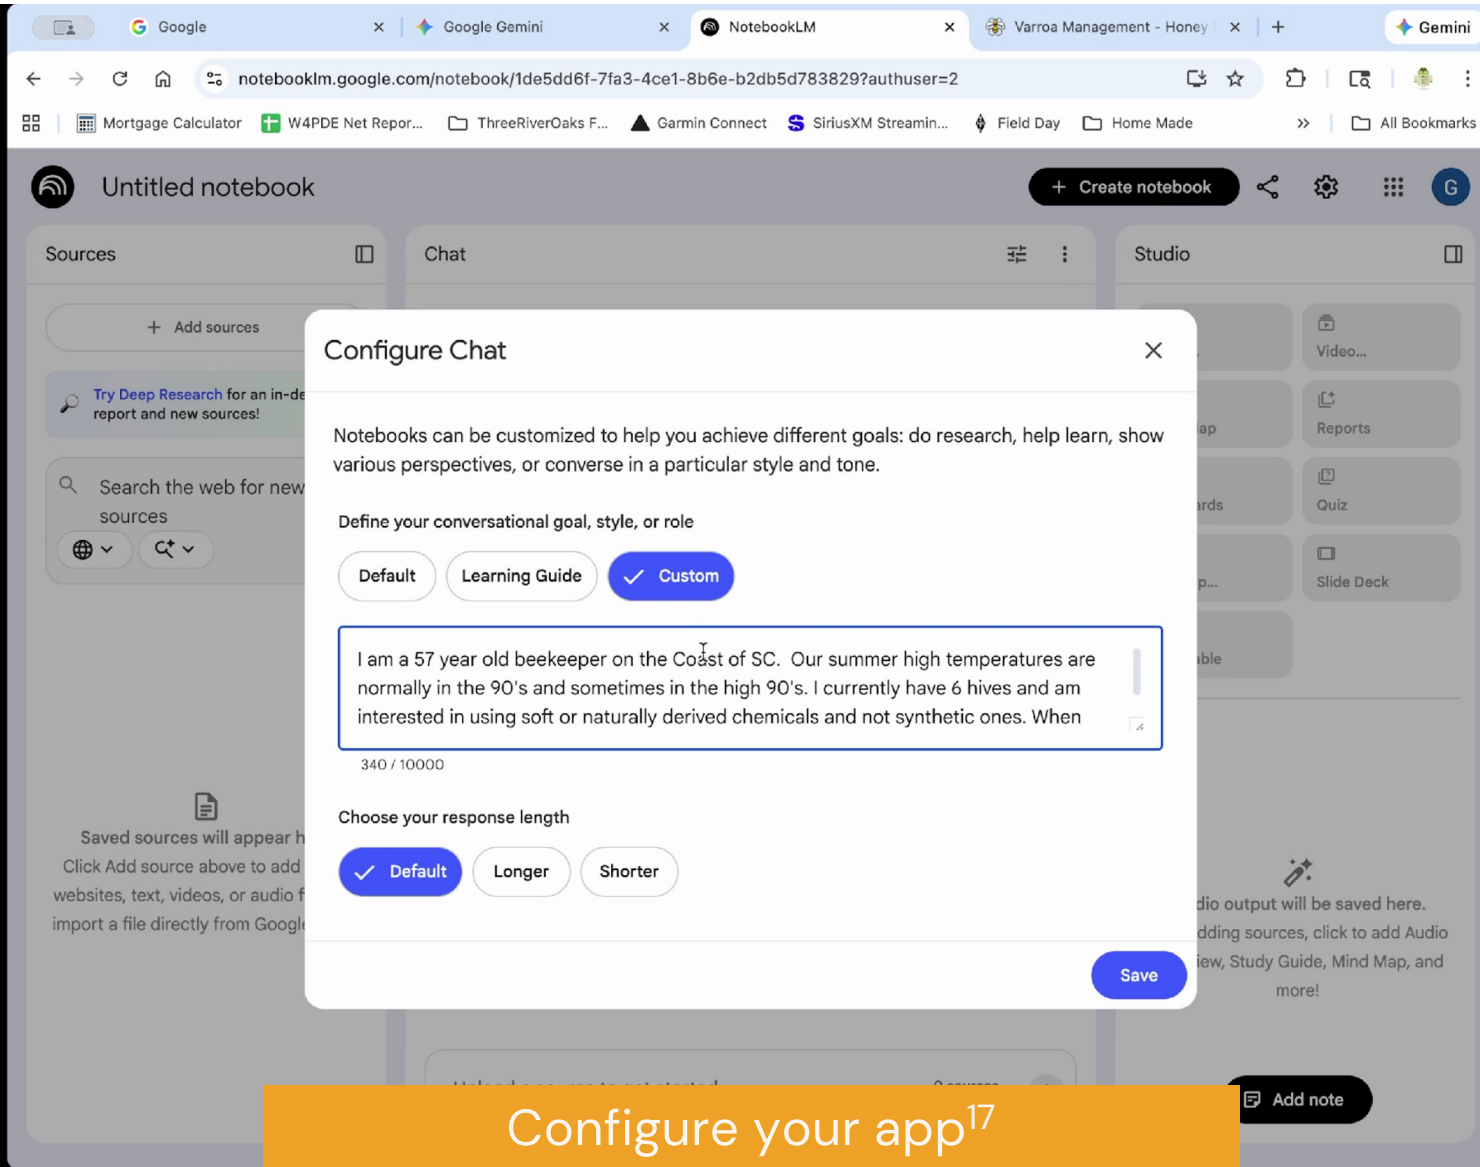 Google
Google Gemini
NotebookLM
Varroa Management - Honey
Gemini
notebooklm.google.com/notebook/1de5dd6f-7fa3-4ce1-8b6e-b2db5d783829?authuser=2
Mortgage Calculator
W4PDE Net Repor...
ThreeRiverOaks F...
Garmin Connect
SiriusXM Streamin...
Field Day
Home Made
All Bookmarks
Untitled notebook
+ Create notebook
G
Sources
Chat
Studio
+ Add sources
Try Deep Research for an in-de
report and new sources!
Search the web for new
sources
Saved sources will appear h
Click Add source above to add
websites, text, videos, or audio f
import a file directly from Google
Configure Chat
Notebooks can be customized to help you achieve different goals: do research, help learn, show
various perspectives, or converse in a particular style and tone.
Define your conversational goal, style, or role
Default
Learning Guide
Custom
I am a 57 year old beekeeper on the Coast of SC. Our summer high temperatures are
normally in the 90's and sometimes in the high 90's. I currently have 6 hives and am
interested in using soft or naturally derived chemicals and not synthetic ones. When
340 / 10000
Choose your response length
Default
Longer
Shorter
Save
Video...
ap
Reports
ards
Quiz
p...
Slide Deck
ble
dio output will be saved here.
dding sources, click to add Audio
iew, Study Guide, Mind Map, and
more!
Add note
Configure your app17